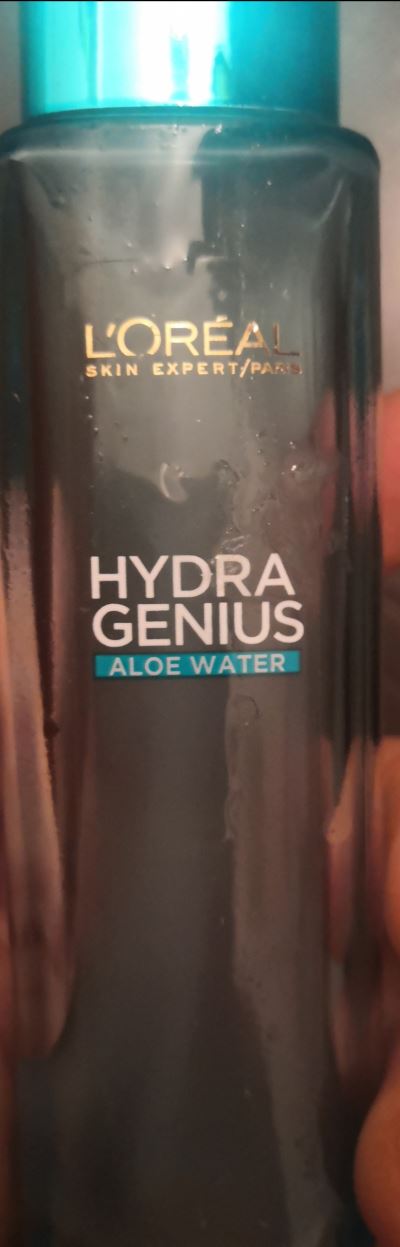 L'ORÉAL
SKIN EXPERT/PARIS
HYDRA
GENIUS
ALOE WATER